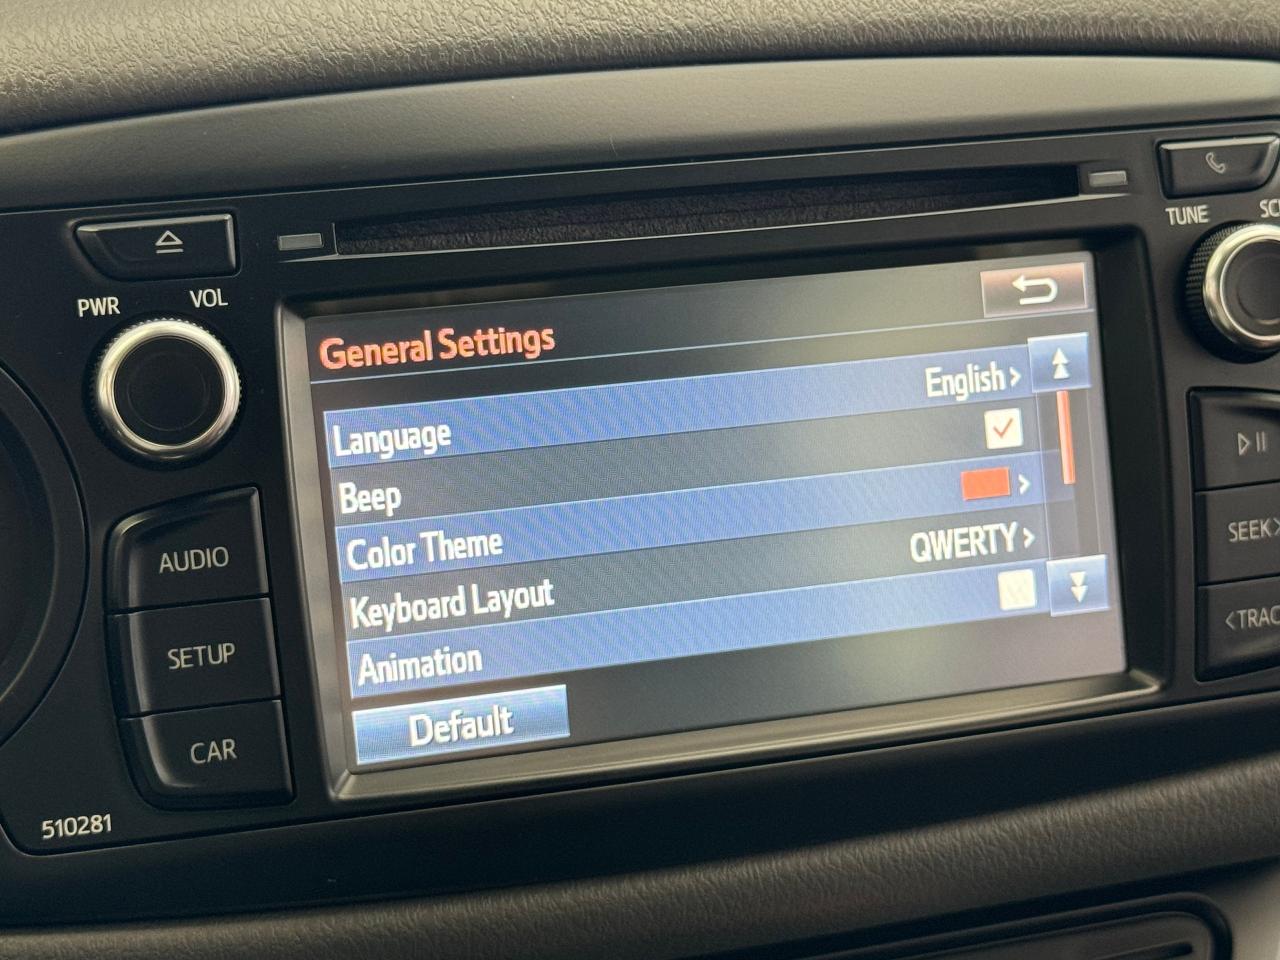 TUNE
PWR VOL
General Settings
Language English >
Beep
Color Theme >
Keyboard Layout QWERTY >
Animation
Default
AUDIO
SETUP
CAR
510281
SEEK>